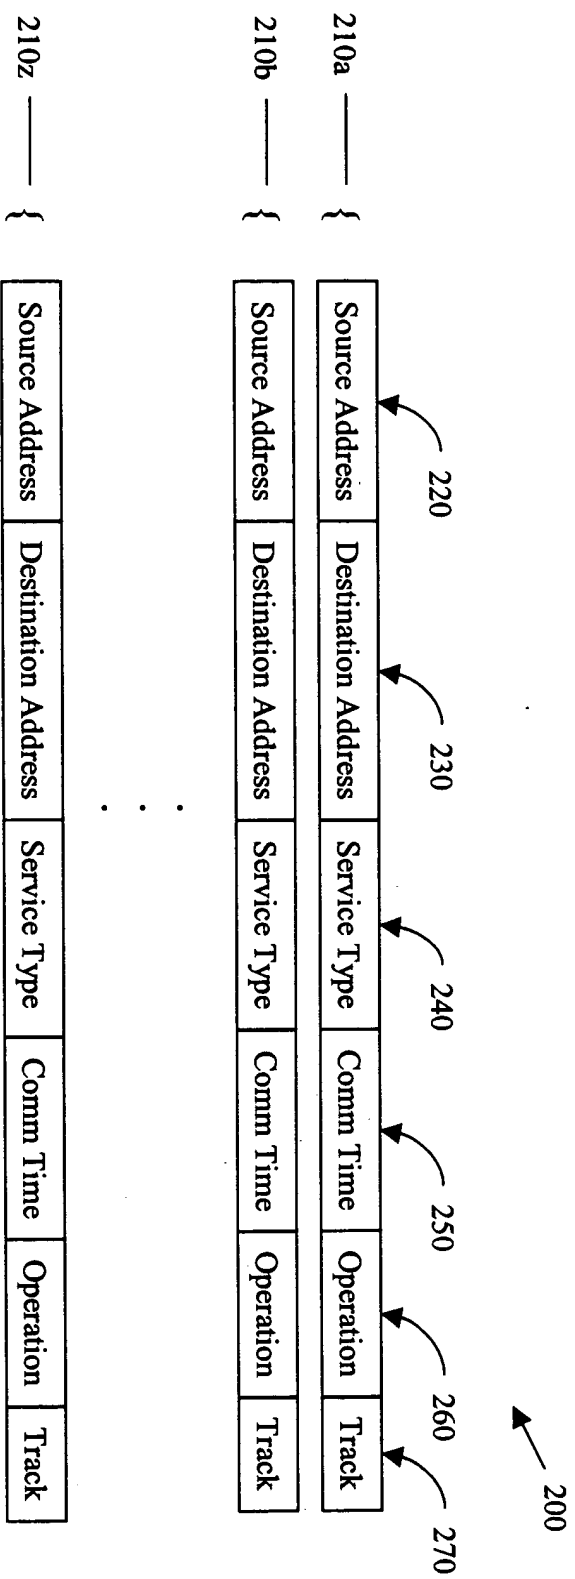 200
220 230 240 250 260 270
210a { Source Address Destination Address Service Type Comm Time Operation Track
210b { Source Address Destination Address Service Type Comm Time Operation Track
. . .
210z { Source Address Destination Address Service Type Comm Time Operation Track